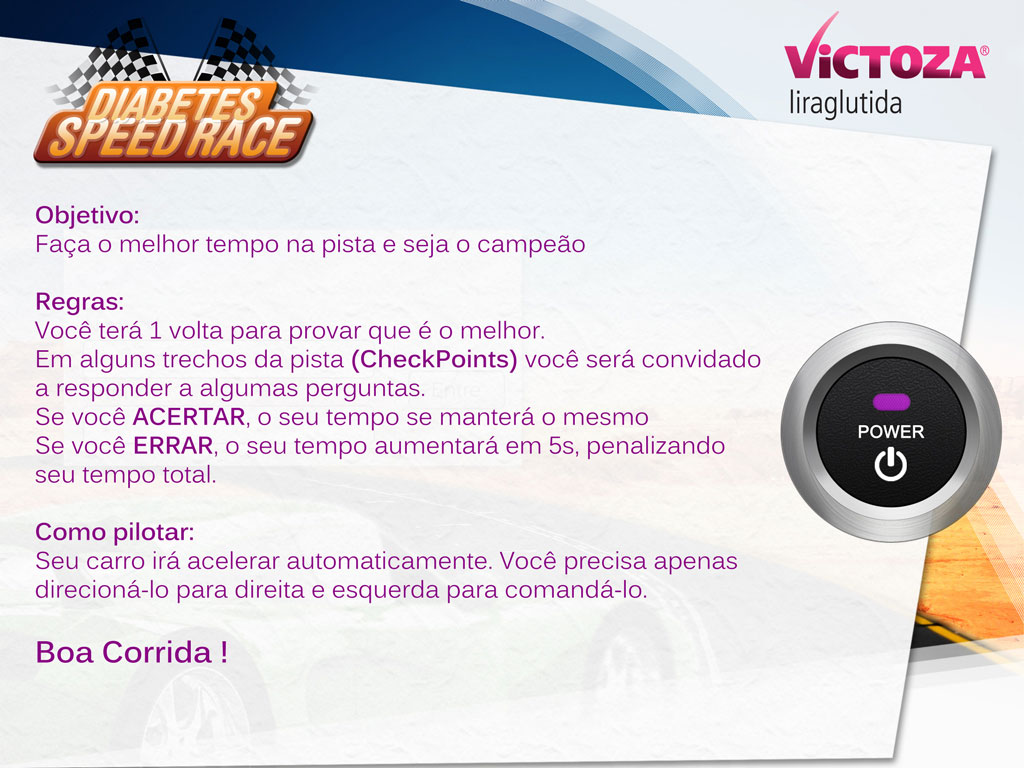 DIABETES
SPEED RACE
ViCTOZA®
liraglutida
Objetivo:
Faça o melhor tempo na pista e seja o campeão
Regras:
Você terá 1 volta para provar que é o melhor.
Em alguns trechos da pista (CheckPoints) você será convidado
a responder a algumas perguntas.
Entre
Se você ACERTAR, o seu tempo se manterá o mesmo
Se você ERRAR, o seu tempo aumentará em 5s, penalizando
seu tempo total.
POWER
Como pilotar:
Seu carro irá acelerar automaticamente. Você precisa apenas
direcioná-lo para direita e esquerda para comandá-lo.
Boa Corrida !